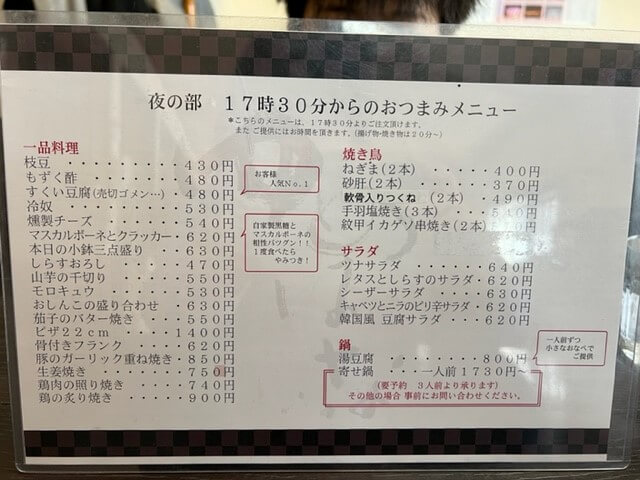 夜の部　17時30分からのおつまみメニュー
＊こちらのメニューは、17時30分よりご注文頂けます。
また ご提供にはお時間を頂きます。(揚げ物・焼き物は20分～)
一品料理
枝豆 ・・・・・・・・・430円
もずく酢 ・・・・・・・480円
すくい豆腐(売切ゴメン…) ・・480円
お客様
人気No.1
冷奴 ・・・・・・・・・530円
燻製チーズ ・・・・・・540円
マスカルポーネとクラッカー・620円
自家製黒糖と
マスカルポーネの
相性バツグン！！
1度食べたら
やみつき！
本日の小鉢三点盛り ・・630円
しらすおろし ・・・・・470円
山芋の千切り ・・・・・550円
モロキュウ ・・・・・・530円
おしんこの盛り合わせ ・・630円
茄子のバター焼き ・・・550円
ピザ22cm ・・・・1400円
骨付きフランク ・・・・620円
豚のガーリック重ね焼き・850円
生姜焼き ・・・・・・・750円
鶏肉の照り焼き ・・・・740円
鶏の炙り焼き ・・・・・900円
焼き鳥
ねぎま(2本) ・・・・・400円
砂肝(2本) ・・・・・・370円
軟骨入りつくね (2本) ・・490円
手羽塩焼き(3本) ・・・円
紋甲イカゲソ串焼き(2本) 円
サラダ
ツナサラダ ・・・・・・640円
レタスとしらすのサラダ・620円
シーザーサラダ ・・・・630円
キャベツとニラのピリ辛サラダ・620円
韓国風 豆腐サラダ ・・・620円
鍋
湯豆腐 ・・・・・・・・800円
一人前ずつ
小さなおなべで
ご提供
寄せ鍋 ・・・一人前1730円～
(要予約　3人前より承ります)
その他の場合 事前にお問い合わせください。